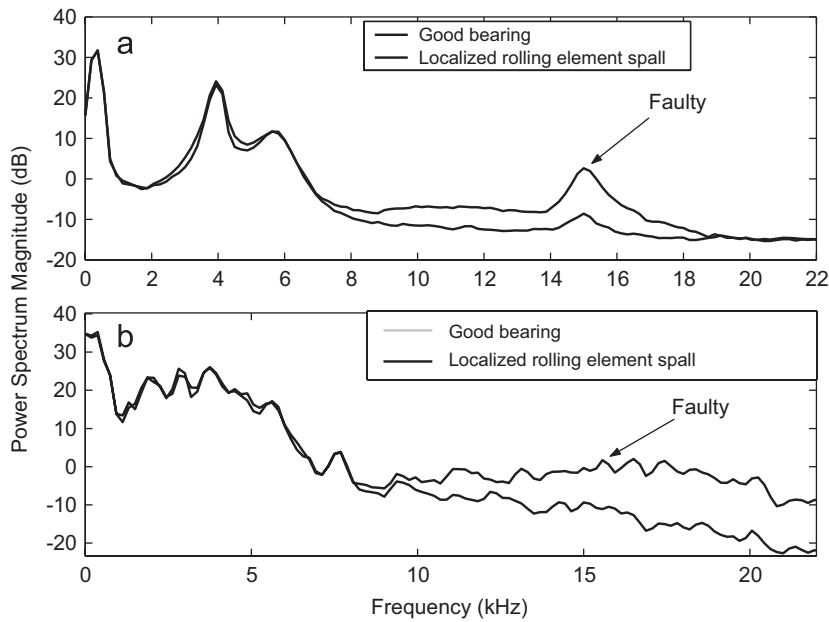 a
Good bearing
Localized rolling element spall
Faulty
40
30
20
10
0
-10
-20
0 2 4 6 8 10 12 14 16 18 20 22
Power Spectrum Magnitude (dB)
b
Good bearing
Localized rolling element spall
Faulty
40
30
20
10
0
-10
-20
0 5 10 15 20
Frequency (kHz)